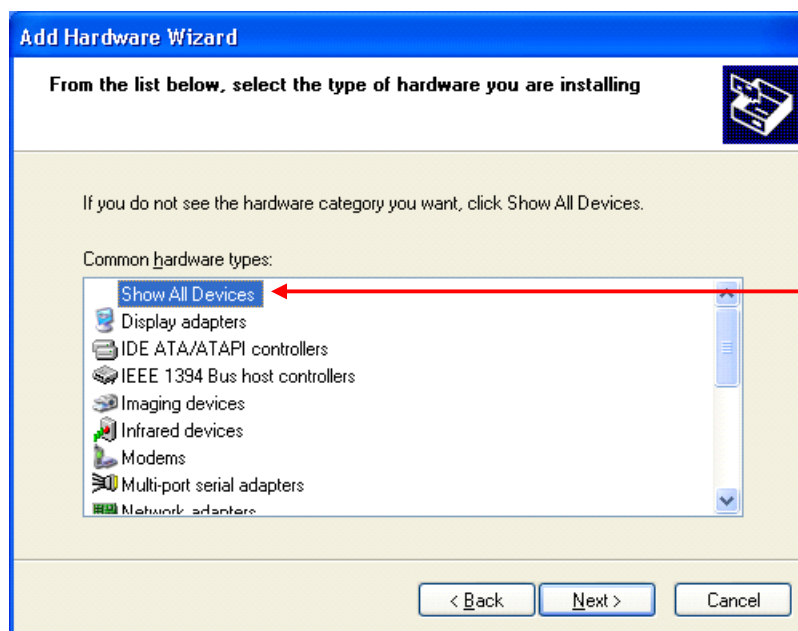 Add Hardware Wizard
From the list below, select the type of hardware you are installing
If you do not see the hardware category you want, click Show All Devices.
Common hardware types:
Show All Devices
Display adapters
IDE ATA/ATAPI controllers
IEEE 1394 Bus host controllers
Imaging devices
Infrared devices
Modems
Multi-port serial adapters
Network adapters
< Back Next > Cancel